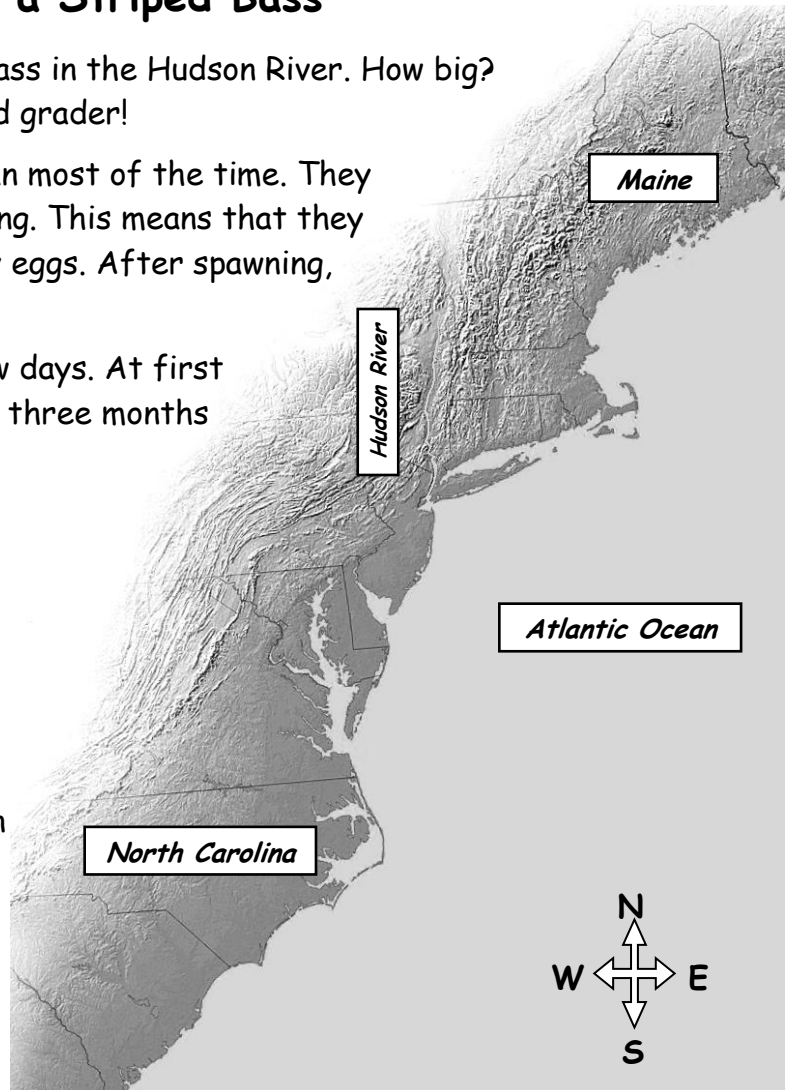 a Striped Bass
ass in the Hudson River. How big?
d grader!
n most of the time. They
ng. This means that they
eggs. After spawning,
w days. At first
three months
Maine
Hudson River
Atlantic Ocean
North Carolina
N
W E
S